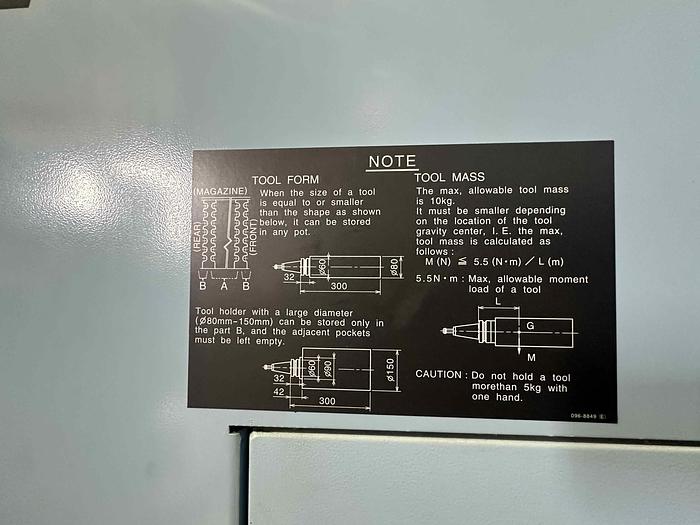 NOTE
TOOL FORM
(MAGAZINE)
(REAR)
(FRONT)
B A B
When the size of a tool
is equal to or smaller
than the shape as shown
below, it can be stored
in any pot.
ø60
ø80
32
300
Tool holder with a large diameter
(Ø80mm-150mm) can be stored only in
the part B, and the adjacent pockets
must be left empty.
ø60
ø90
ø150
32
42
300
TOOL MASS
The max, allowable tool mass
is 10kg.
It must be smaller depending
on the location of the tool
gravity center, I. E. the max,
tool mass is calculated as
follows :
M (N) ≦ 5.5 (N・m) / L (m)
5.5N・m : Max, allowable moment
load of a tool
L
G
M
CAUTION : Do not hold a tool
morethan 5kg with
one hand.
D96-8849 (E)